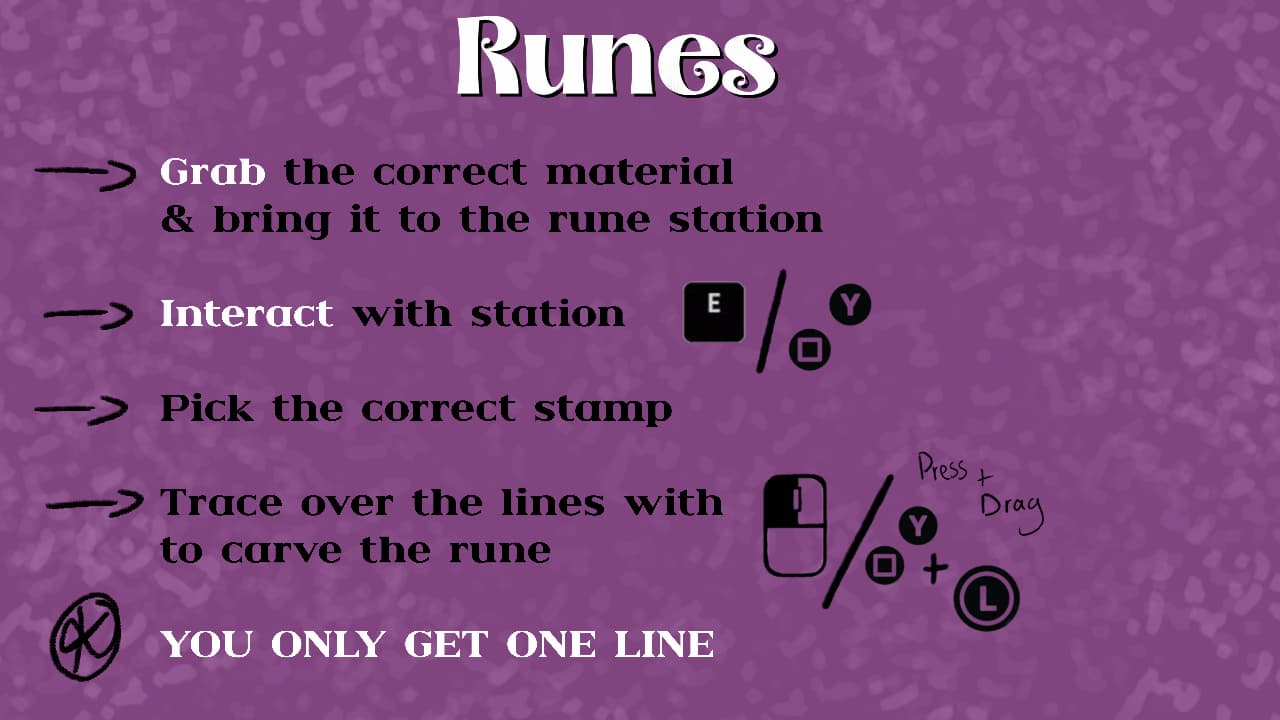 Runes
Grab the correct material
& bring it to the rune station
Interact with station E / Y
Pick the correct stamp
Press +
Drag
Trace over the lines with
Y
to carve the rune
+ L
YOU ONLY GET ONE LINE